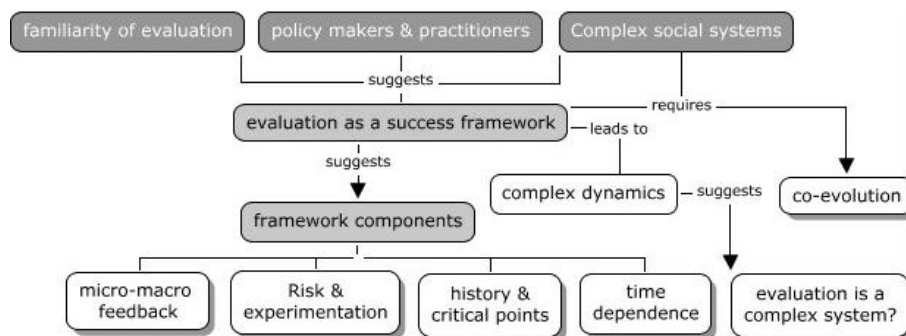 familiarity of evaluation
policy makers & practitioners
Complex social systems
suggests
requires
evaluation as a success framework
leads to
suggests
complex dynamics
suggests
co-evolution
framework components
micro-macro
feedback
Risk &
experimentation
history &
critical points
time
dependence
evaluation is a
complex system?